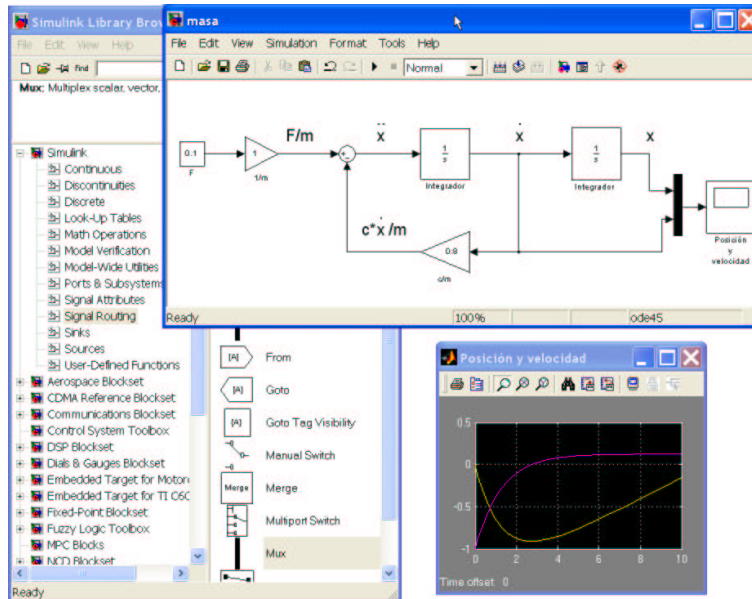 Simulink Library Brow
File Edit View Help
find
Mux: Multiplex scalar, vector,
Simulink
Continuous
Discontinuities
Discrete
Look-Up Tables
Math Operations
Model Verification
Model-Wide Utilities
Ports & Subsystems
Signal Attributes
Signal Routing
Sinks
Sources
User-Defined Functions
Aerospace Blockset
CDMA Reference Blockset
Communications Blockset
Control System Toolbox
DSP Blockset
Dials & Gauges Blockset
Embedded Target for Motoro
Embedded Target for TI C60
Fixed-Point Blockset
Fuzzy Logic Toolbox
MPC Blocks
NCD Blockset
Ready
[A] From
[A] Goto
[A] Goto Tag Visibility
Manual Switch
Merge Merge
Multiport Switch
Mux
masa
File Edit View Simulation Format Tools Help
Normal
F/m ẍ ẋ x
0.1 1 1/s 1/s
F 1/m Integrador Integrador
c*ẋ/m
0.8
c/m
Posición
y
velocidad
Ready 100% ode45
Posición y velocidad
0.5
0
-0.5
-1
0 2 4 6 8 10
Time offset: 0